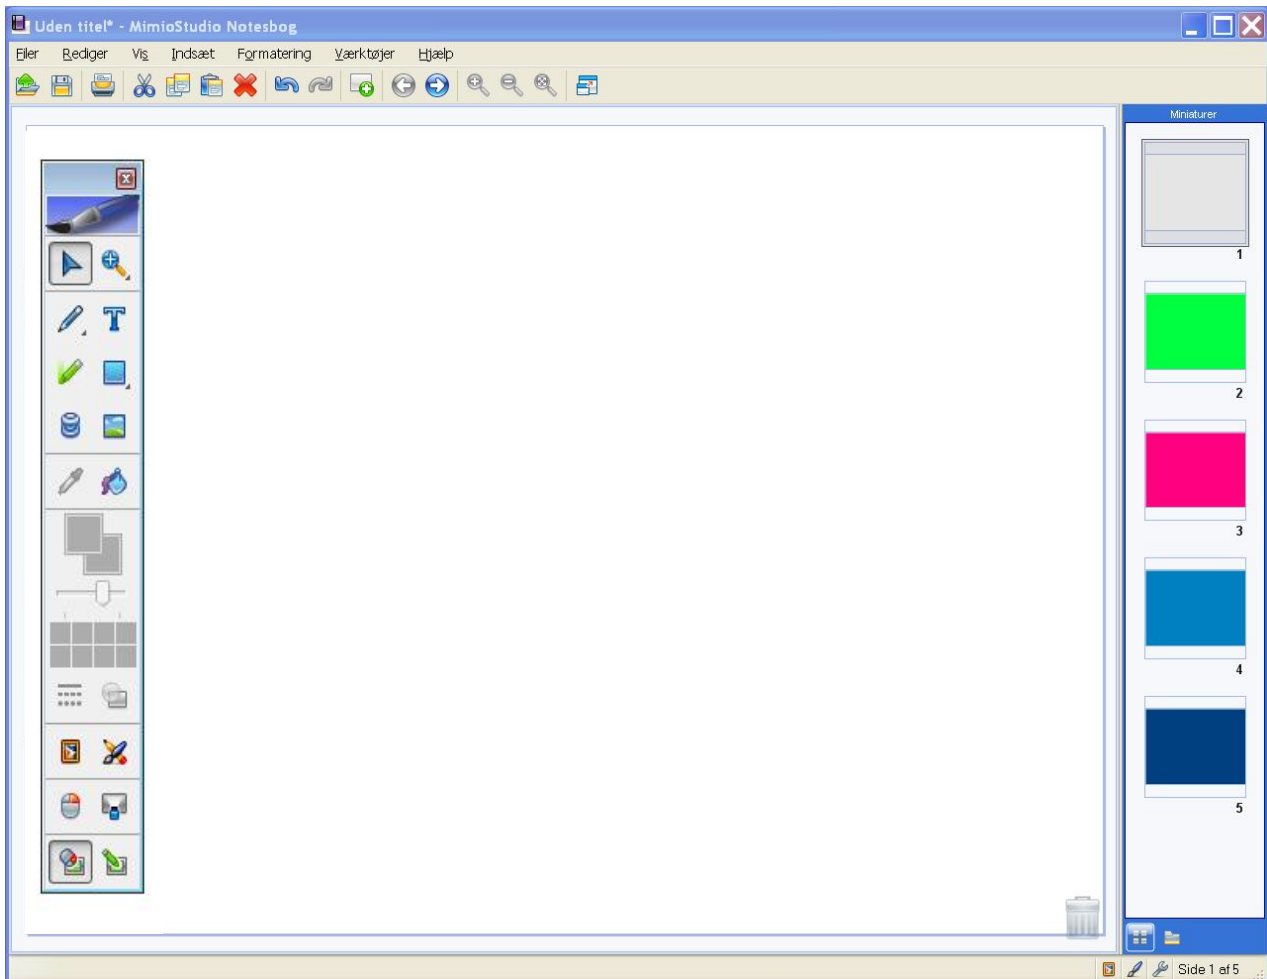 Uden titel* - MimioStudio Notesbog
Filer Rediger Vis Indsæt Formatering Værktøjer Hjælp
Miniaturer
1
2
3
4
5
Side 1 af 5